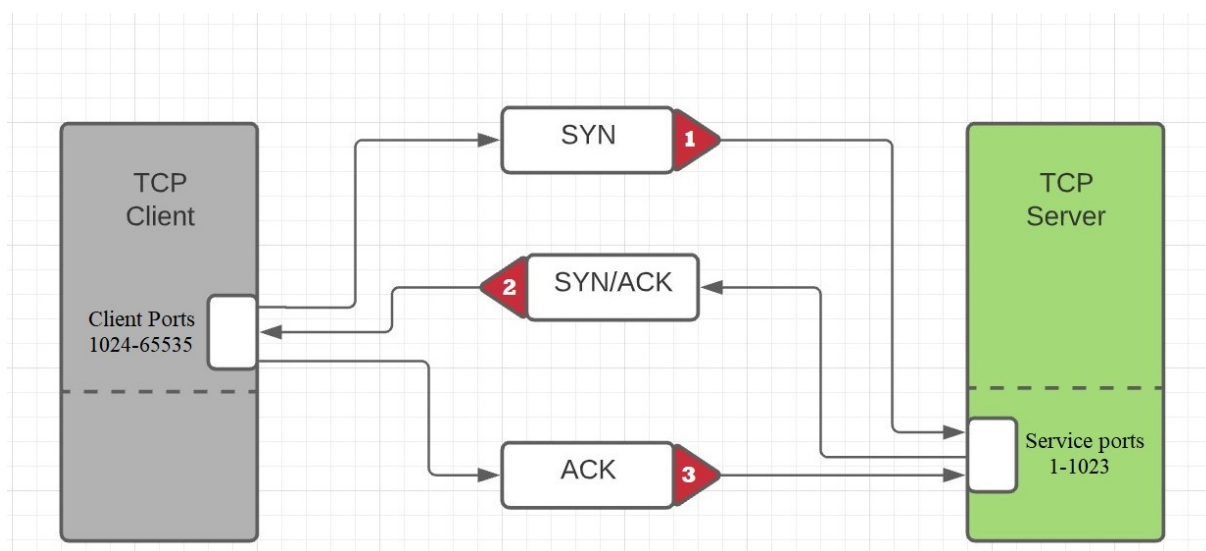 SYN
1
TCP
Client
TCP
Server
2
SYN/ACK
Client Ports
1024-65535
Service ports
1-1023
ACK
3